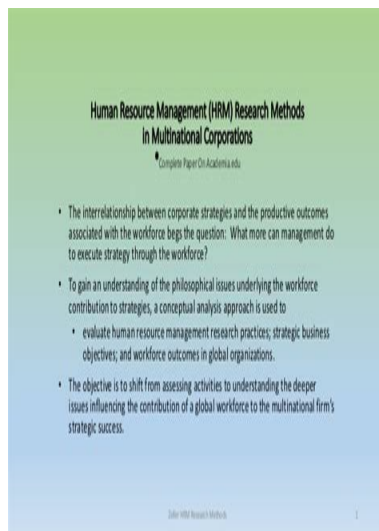 Human Resource Management (HRM) Research Methods
in Multinational Corporations
*Complete Paper On Academia.edu
• The interrelationship between corporate strategies and the productive outcomes
associated with the workforce begs the question: What more can management do
to execute strategy through the workforce?
• To gain an understanding of the philosophical issues underlying the workforce
contribution to strategies, a conceptual analysis approach is used to
• evaluate human resource management research practices; strategic business
objectives; and workforce outcomes in global organizations.
• The objective is to shift from assessing activities to understanding the deeper
issues influencing the contribution of a global workforce to the multinational firm's
strategic success.
HRM Research Methods
1